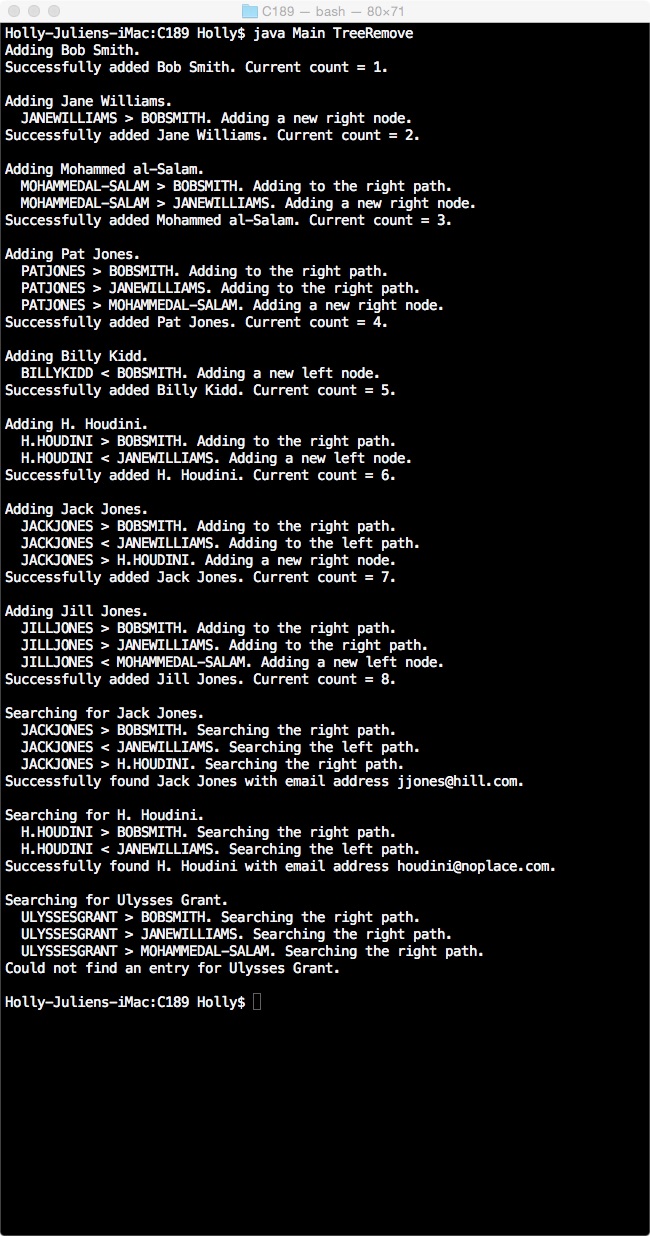 C189 — bash — 80×71
Holly-Juliens-iMac:C189 Holly$ java Main TreeRemove
Adding Bob Smith.
Successfully added Bob Smith. Current count = 1.
Adding Jane Williams.
JANEWILLIAMS > BOBSMITH. Adding a new right node.
Successfully added Jane Williams. Current count = 2.
Adding Mohammed al-Salam.
MOHAMMEDAL-SALAM > BOBSMITH. Adding to the right path.
MOHAMMEDAL-SALAM > JANEWILLIAMS. Adding a new right node.
Successfully added Mohammed al-Salam. Current count = 3.
Adding Pat Jones.
PATJONES > BOBSMITH. Adding to the right path.
PATJONES > JANEWILLIAMS. Adding to the right path.
PATJONES > MOHAMMEDAL-SALAM. Adding a new right node.
Successfully added Pat Jones. Current count = 4.
Adding Billy Kidd.
BILLYKIDD < BOBSMITH. Adding a new left node.
Successfully added Billy Kidd. Current count = 5.
Adding H. Houdini.
H.HOUDINI > BOBSMITH. Adding to the right path.
H.HOUDINI < JANEWILLIAMS. Adding a new left node.
Successfully added H. Houdini. Current count = 6.
Adding Jack Jones.
JACKJONES > BOBSMITH. Adding to the right path.
JACKJONES < JANEWILLIAMS. Adding to the left path.
JACKJONES > H.HOUDINI. Adding a new right node.
Successfully added Jack Jones. Current count = 7.
Adding Jill Jones.
JILLJONES > BOBSMITH. Adding to the right path.
JILLJONES > JANEWILLIAMS. Adding to the right path.
JILLJONES < MOHAMMEDAL-SALAM. Adding a new left node.
Successfully added Jill Jones. Current count = 8.
Searching for Jack Jones.
JACKJONES > BOBSMITH. Searching the right path.
JACKJONES < JANEWILLIAMS. Searching the left path.
JACKJONES > H.HOUDINI. Searching the right path.
Successfully found Jack Jones with email address jjones@hill.com.
Searching for H. Houdini.
H.HOUDINI > BOBSMITH. Searching the right path.
H.HOUDINI < JANEWILLIAMS. Searching the left path.
Successfully found H. Houdini with email address houdini@noplace.com.
Searching for Ulysses Grant.
ULYSSESGRANT > BOBSMITH. Searching the right path.
ULYSSESGRANT > JANEWILLIAMS. Searching the right path.
ULYSSESGRANT > MOHAMMEDAL-SALAM. Searching the right path.
Could not find an entry for Ulysses Grant.
Holly-Juliens-iMac:C189 Holly$